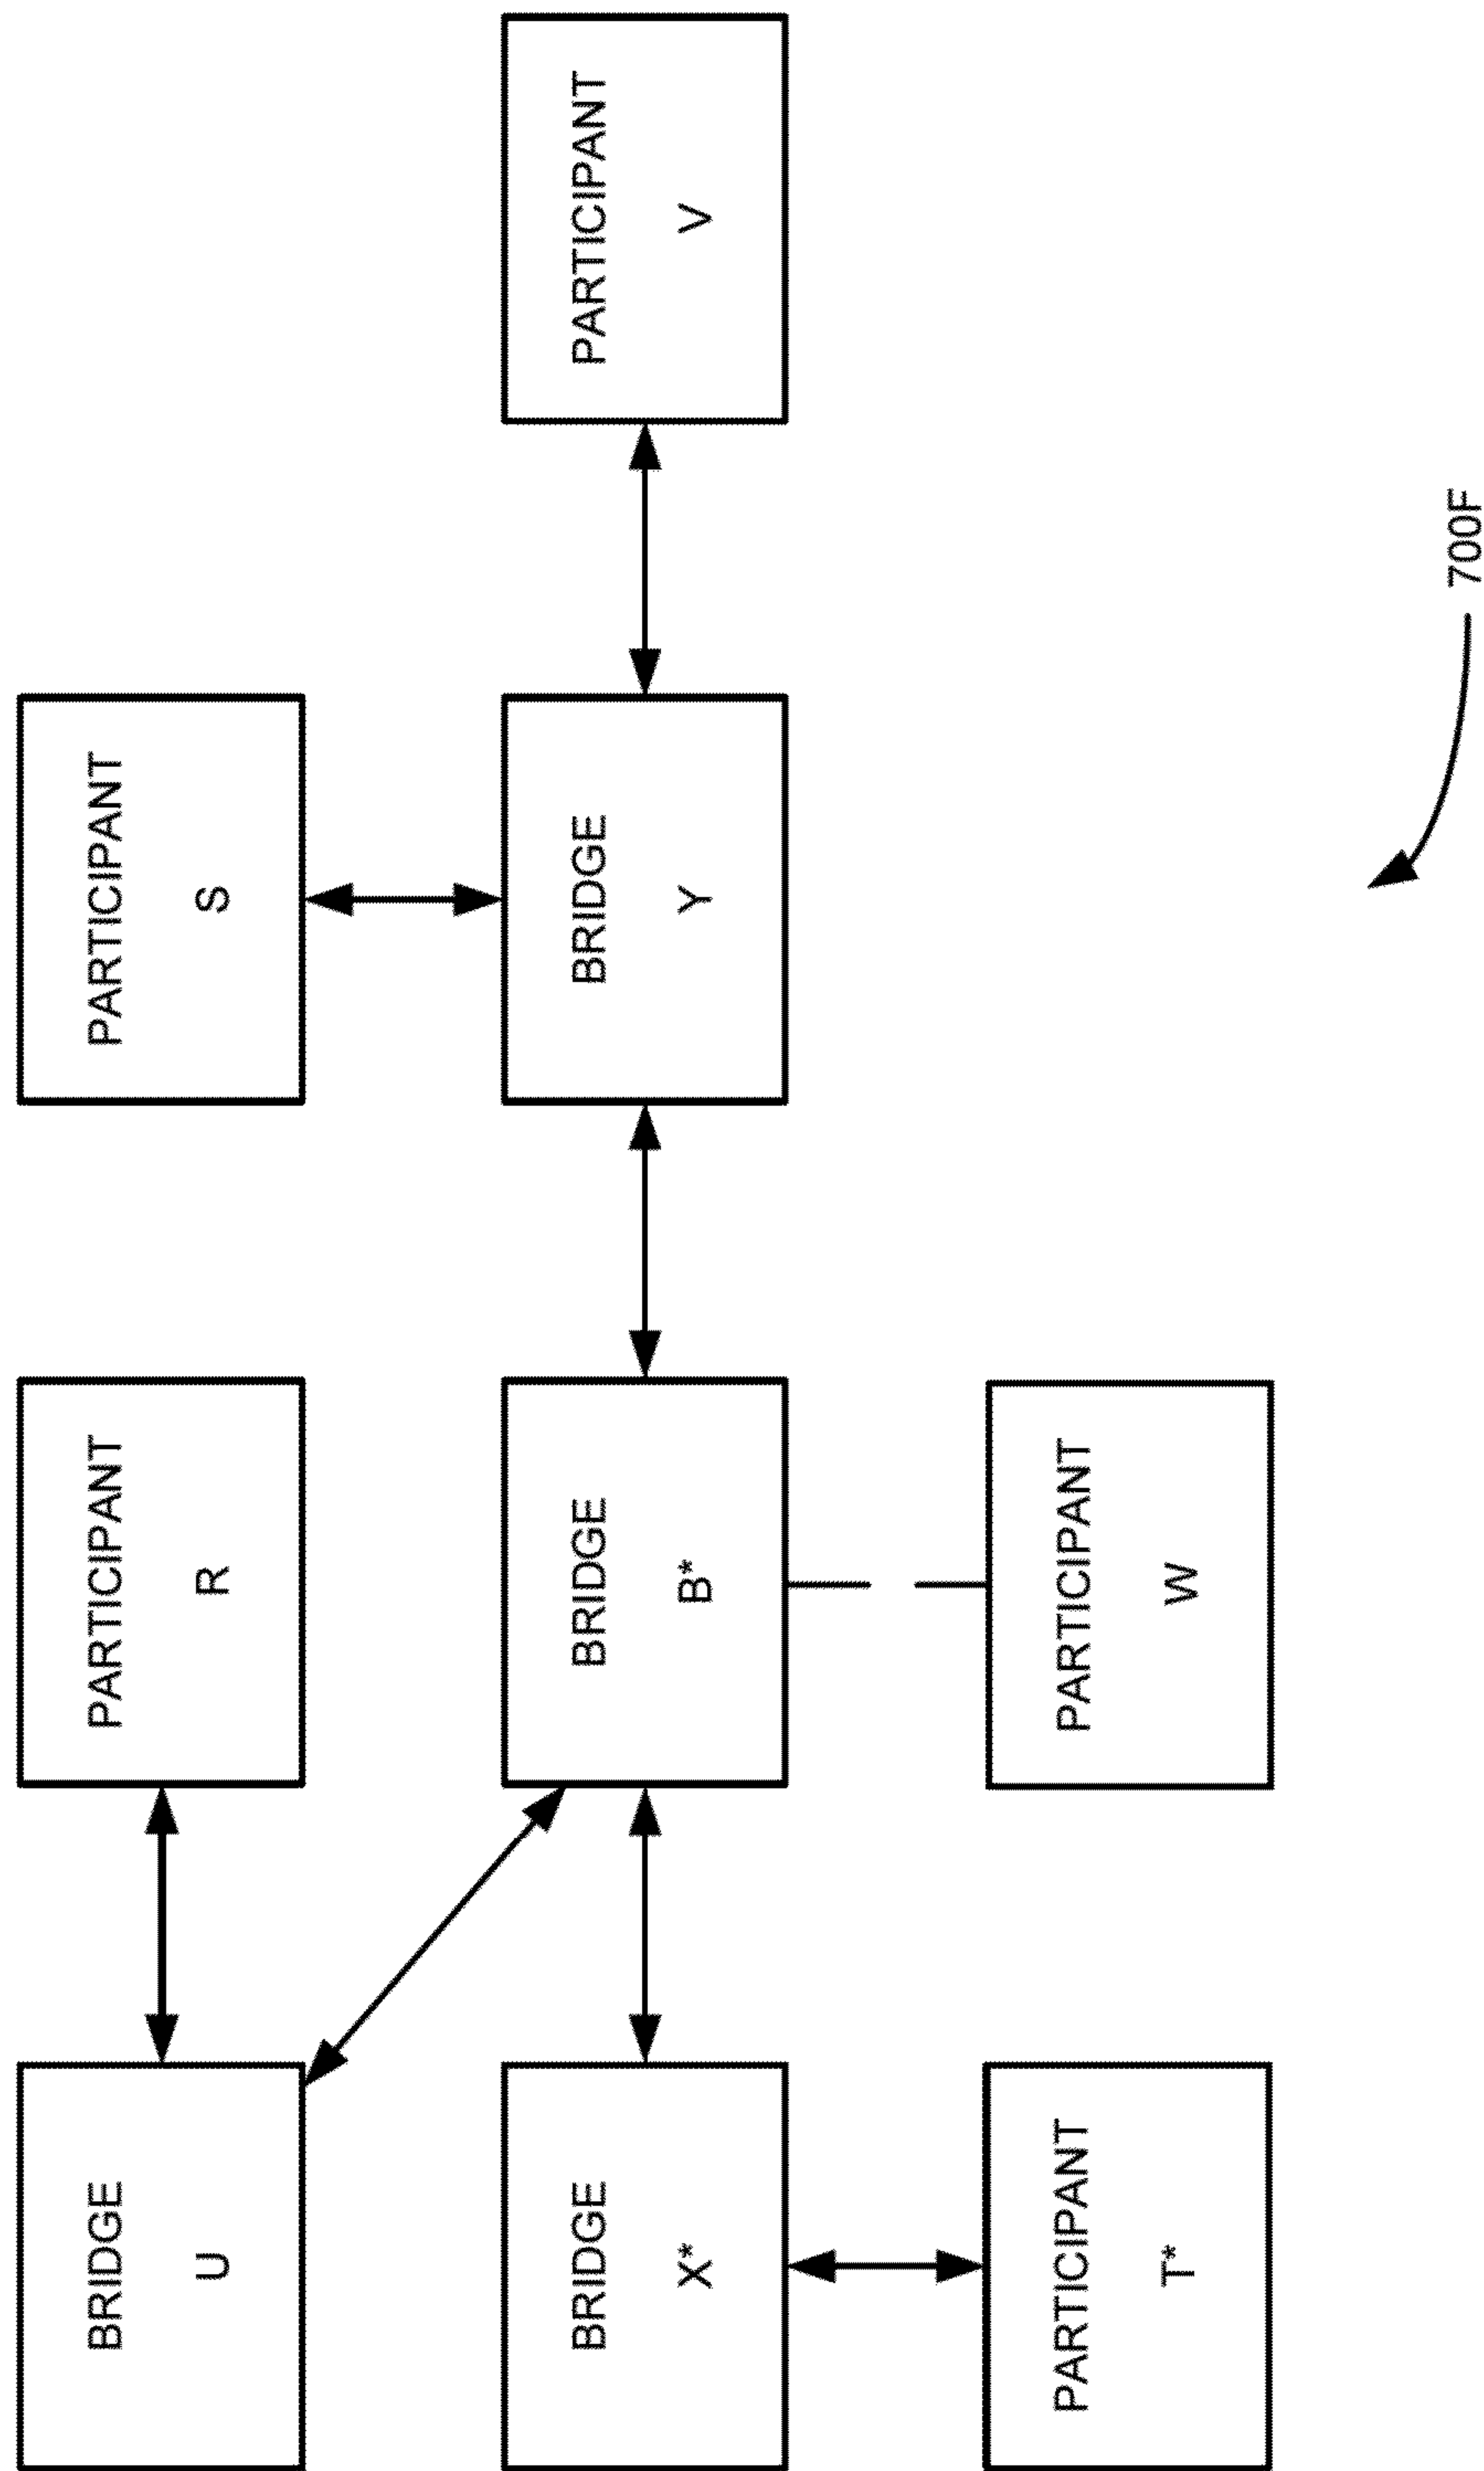 BRIDGE
U
PARTICIPANT
R
PARTICIPANT
S
BRIDGE
X*
BRIDGE
B*
BRIDGE
Y
PARTICIPANT
V
PARTICIPANT
T*
PARTICIPANT
W
700F